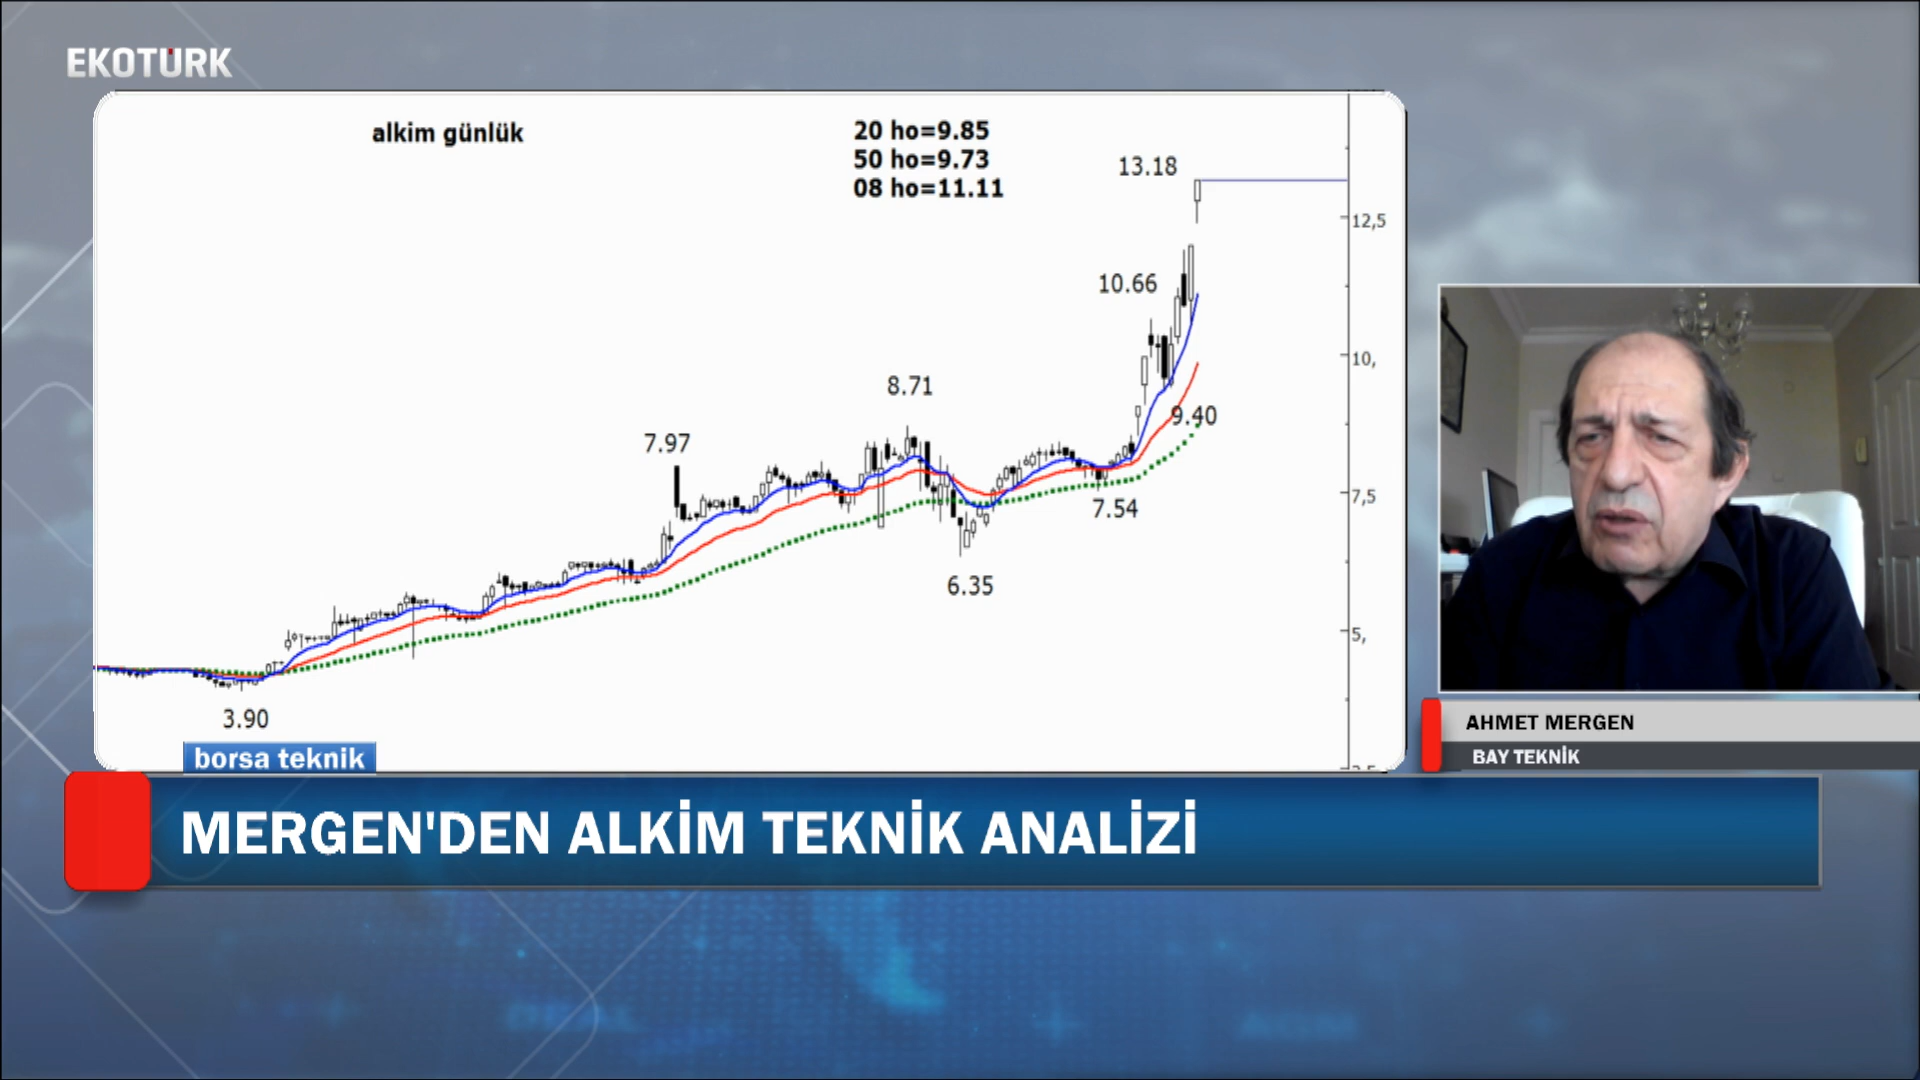 EKOTÜRK
alkim günlük
20 ho=9.85
50 ho=9.73
08 ho=11.11
13.18
12,5
10.66
10,
8.71
9.40
7.97
7,5
7.54
6.35
5,
3.90
borsa teknik
AHMET MERGEN
BAY TEKNİK
MERGEN'DEN ALKİM TEKNİK ANALİZİ